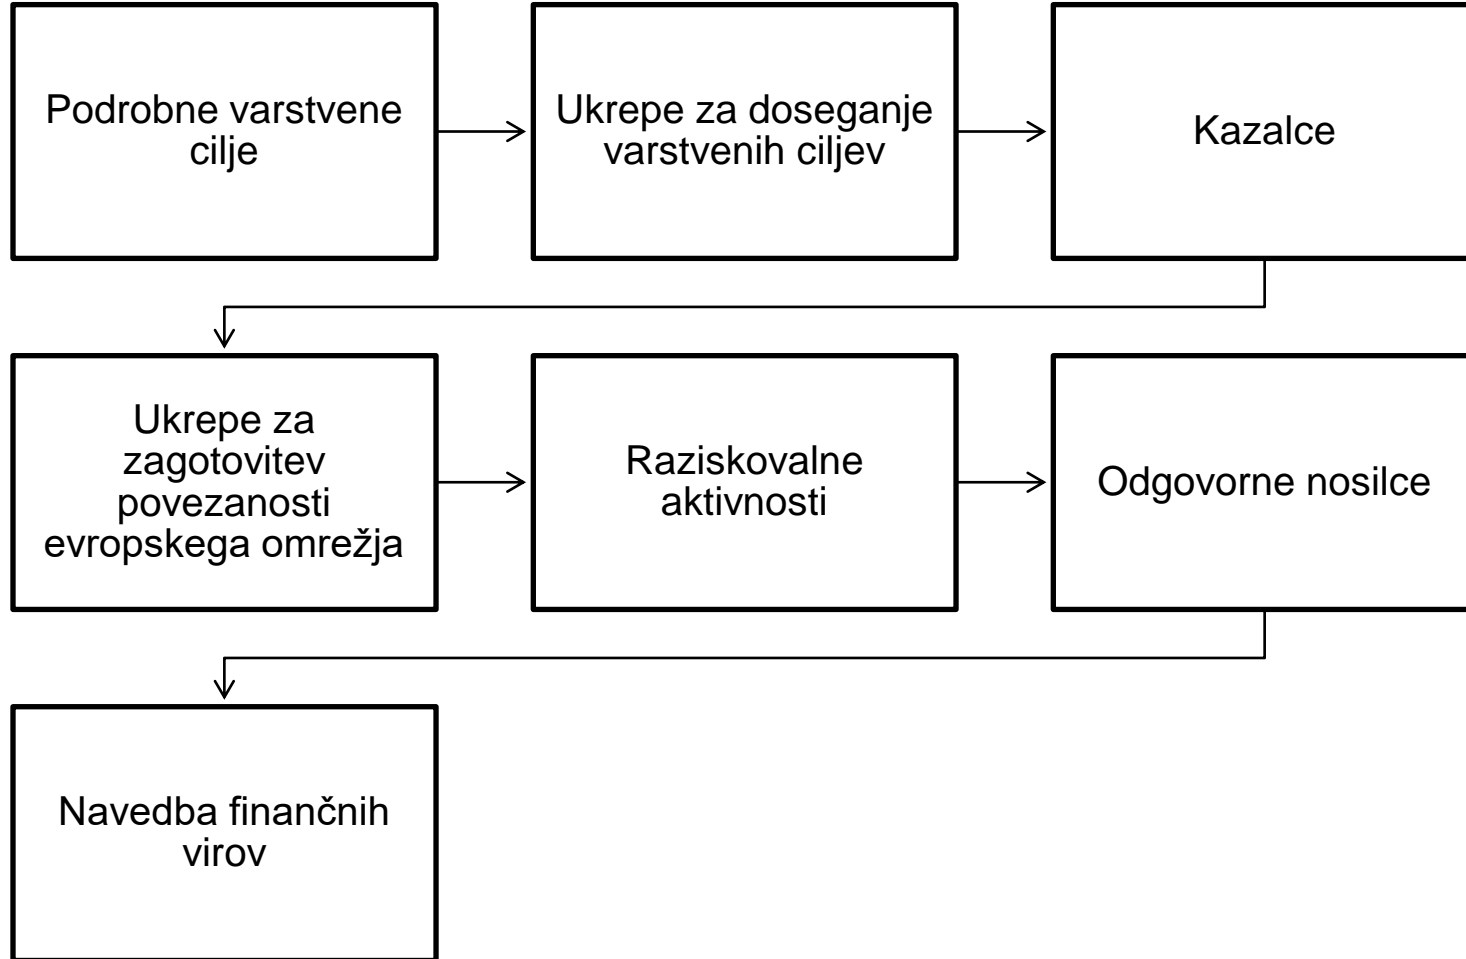 Podrobne varstvene
cilje
Ukrepe za doseganje
varstvenih ciljev
Kazalce
Ukrepe za
zagotovitev
povezanosti
evropskega omrežja
Raziskovalne
aktivnosti
Odgovorne nosilce
Navedba finančnih
virov